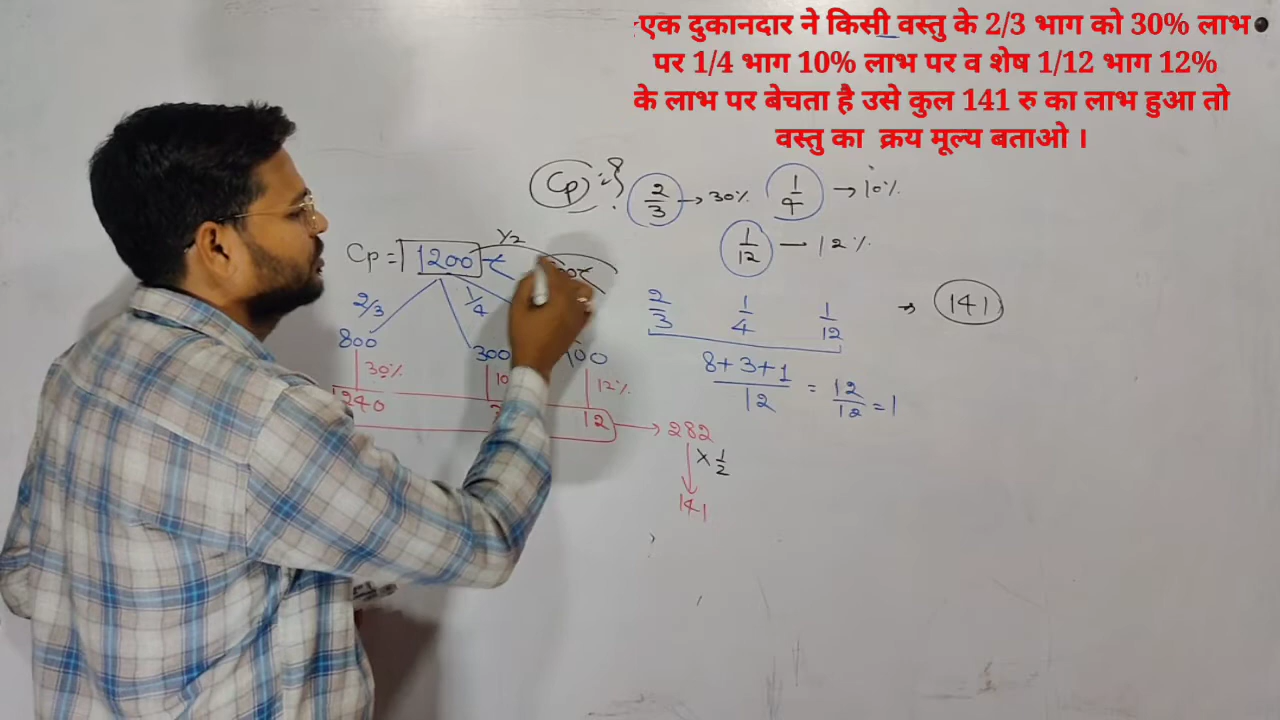 एक दुकानदार ने किसी वस्तु के 2/3 भाग को 30% लाभ
पर 1/4 भाग 10% लाभ पर व शेष 1/12 भाग 12%
के लाभ पर बेचता है उसे कुल 141 रु का लाभ हुआ तो
वस्तु का क्रय मूल्य बताओ ।
Cp = ? 2/3 → 30% 1/4 → 10%
1/12 — 12%
Cp = 1200 x½
2/3 1/4
800 300 100
30% 10 12%
240 12 → 282
x 1/2
141
2/3 1/4 1/12 → 141
8+3+1/12 = 12/12 = 1